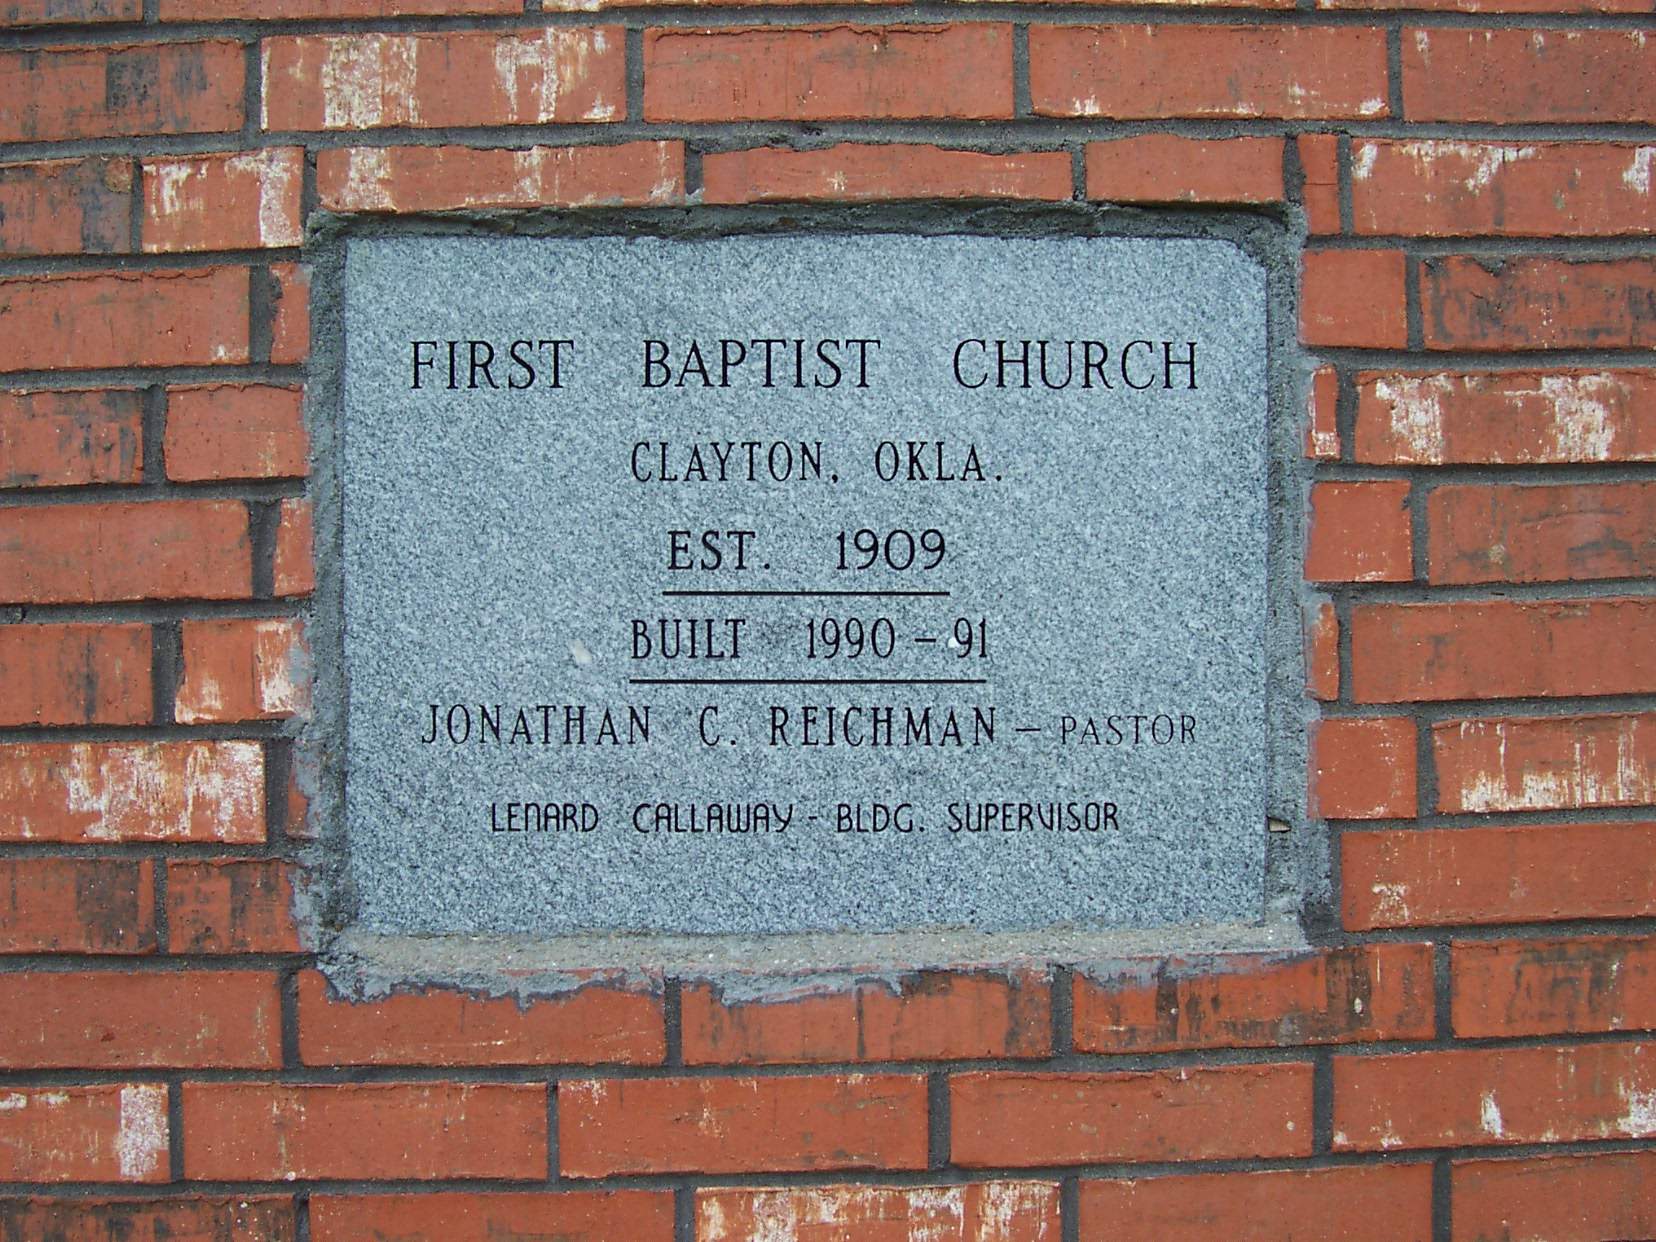 FIRST BAPTIST CHURCH
CLAYTON, OKLA.
EST. 1909
BUILT 1990 - 91
JONATHAN C. REICHMAN - PASTOR
LENARD CALLAWAY - BLDG. SUPERVISOR